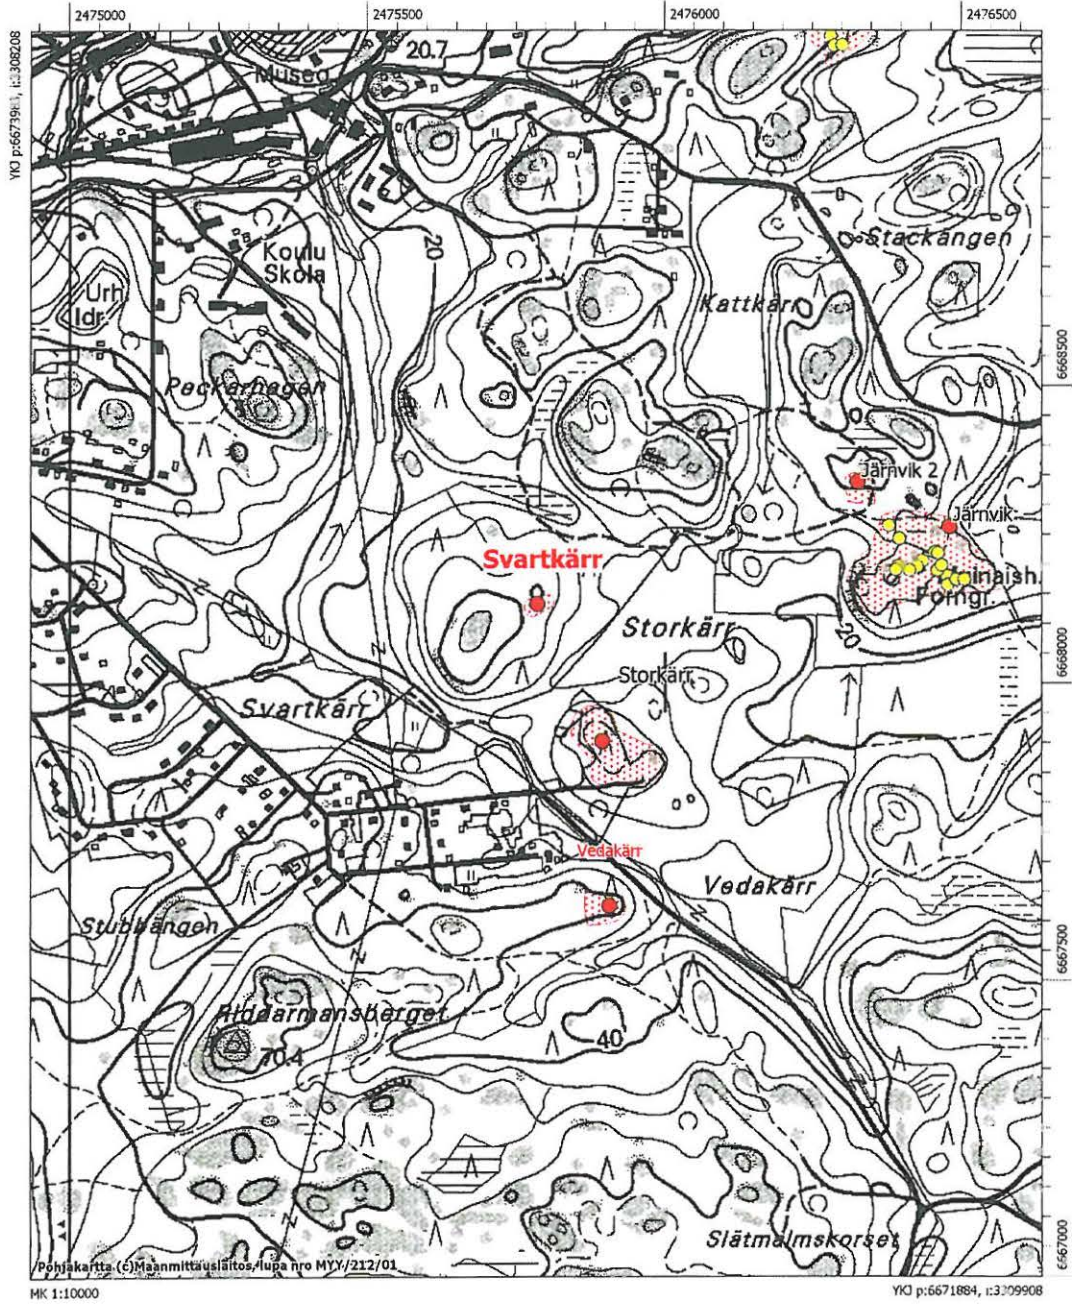 2475000 2475500 2476000 2476500
20.7
Museo
20
Koulu
Skola
Stackängen
Urh.
Idr.
Kattkärr
6668500
Järnvik 2
Järnvik
Svartkärr
Forngr.
Storkärr
20
6668000
Storkärr
Svartkärr
Vedakärr
Vedakärr
Stubbängen
6667500
Riddarmansberget
40
70.4
Slätmalmskorset
6667000
Pohjakartta (c)Maanmittauslaitos, lupa nro MYY/212/01
MK 1:10000
YKJ p:6671884,